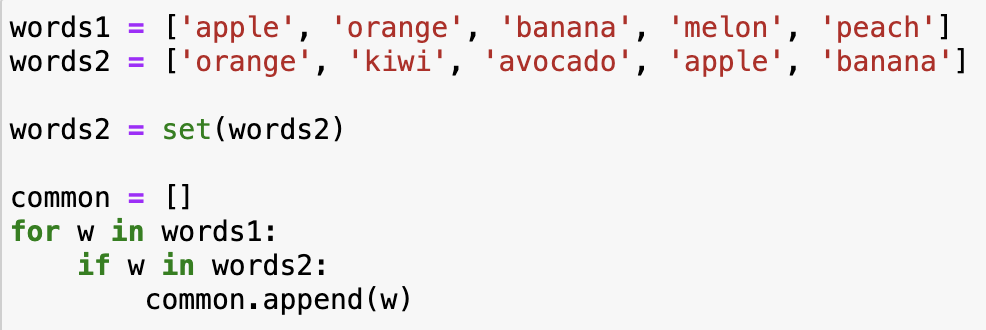 words1 = ['apple', 'orange', 'banana', 'melon', 'peach']
words2 = ['orange', 'kiwi', 'avocado', 'apple', 'banana']
words2 = set(words2)
common = []
for w in words1:
    if w in words2:
        common.append(w)